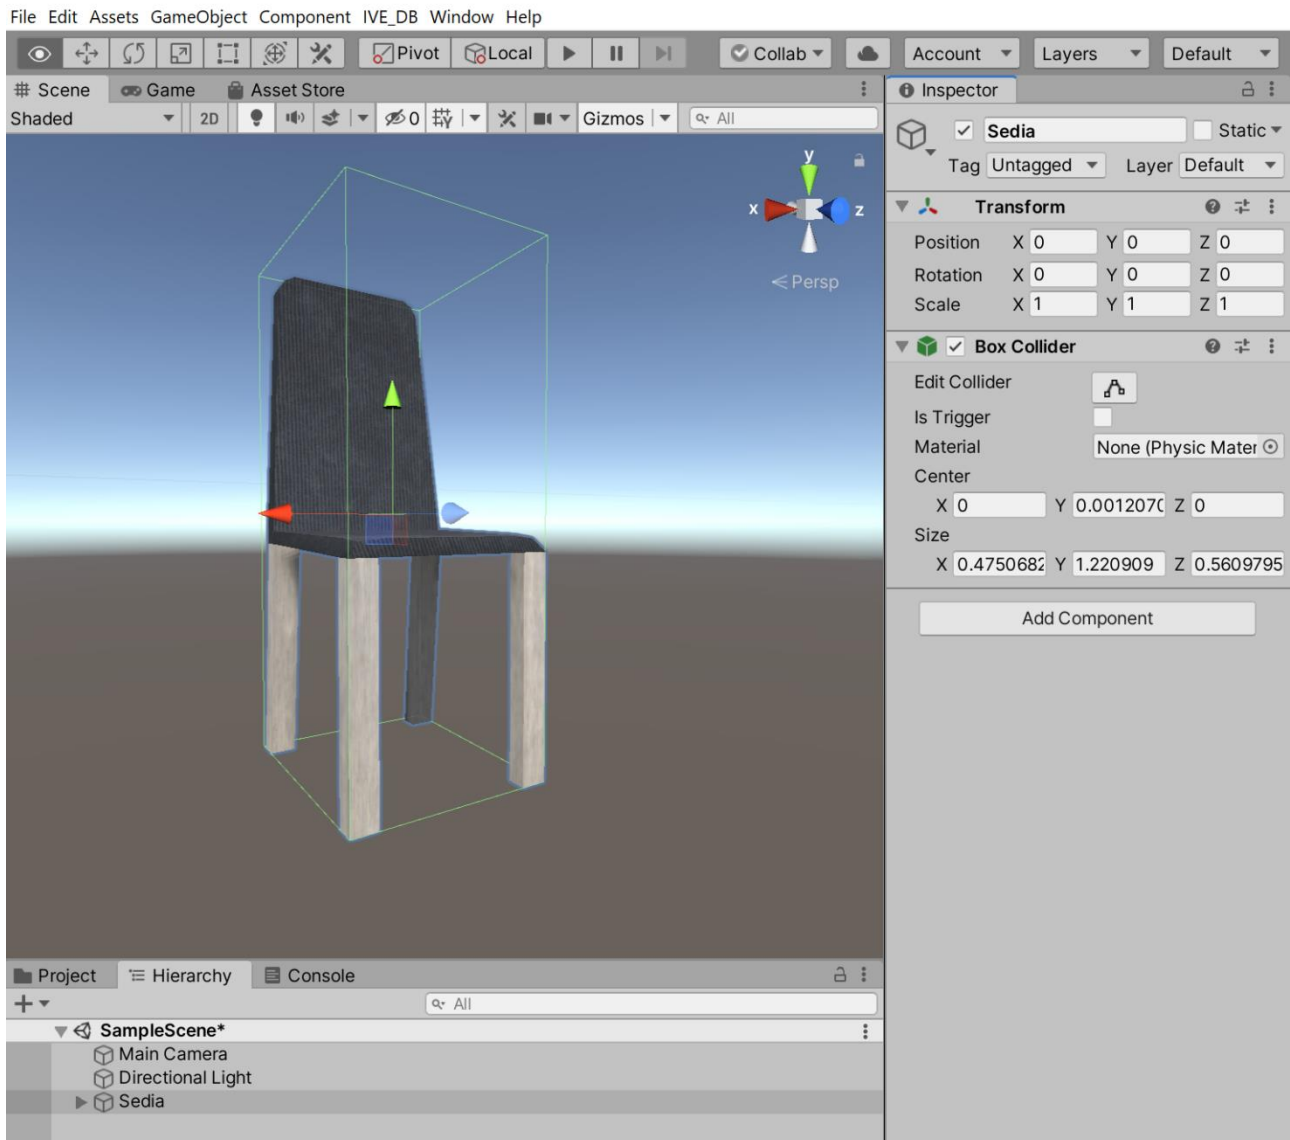 File Edit Assets GameObject Component IVE_DB Window Help
Pivot Local Collab Account Layers Default
Scene Game Asset Store
Shaded 2D 0 Gizmos All
y
x z
Persp
Inspector
Sedia Static
Tag Untagged Layer Default
Transform
Position X 0 Y 0 Z 0
Rotation X 0 Y 0 Z 0
Scale X 1 Y 1 Z 1
Box Collider
Edit Collider
Is Trigger
Material None (Physic Mater
Center
X 0 Y 0.0012070 Z 0
Size
X 0.4750682 Y 1.220909 Z 0.5609795
Add Component
Project Hierarchy Console
All
SampleScene*
Main Camera
Directional Light
Sedia